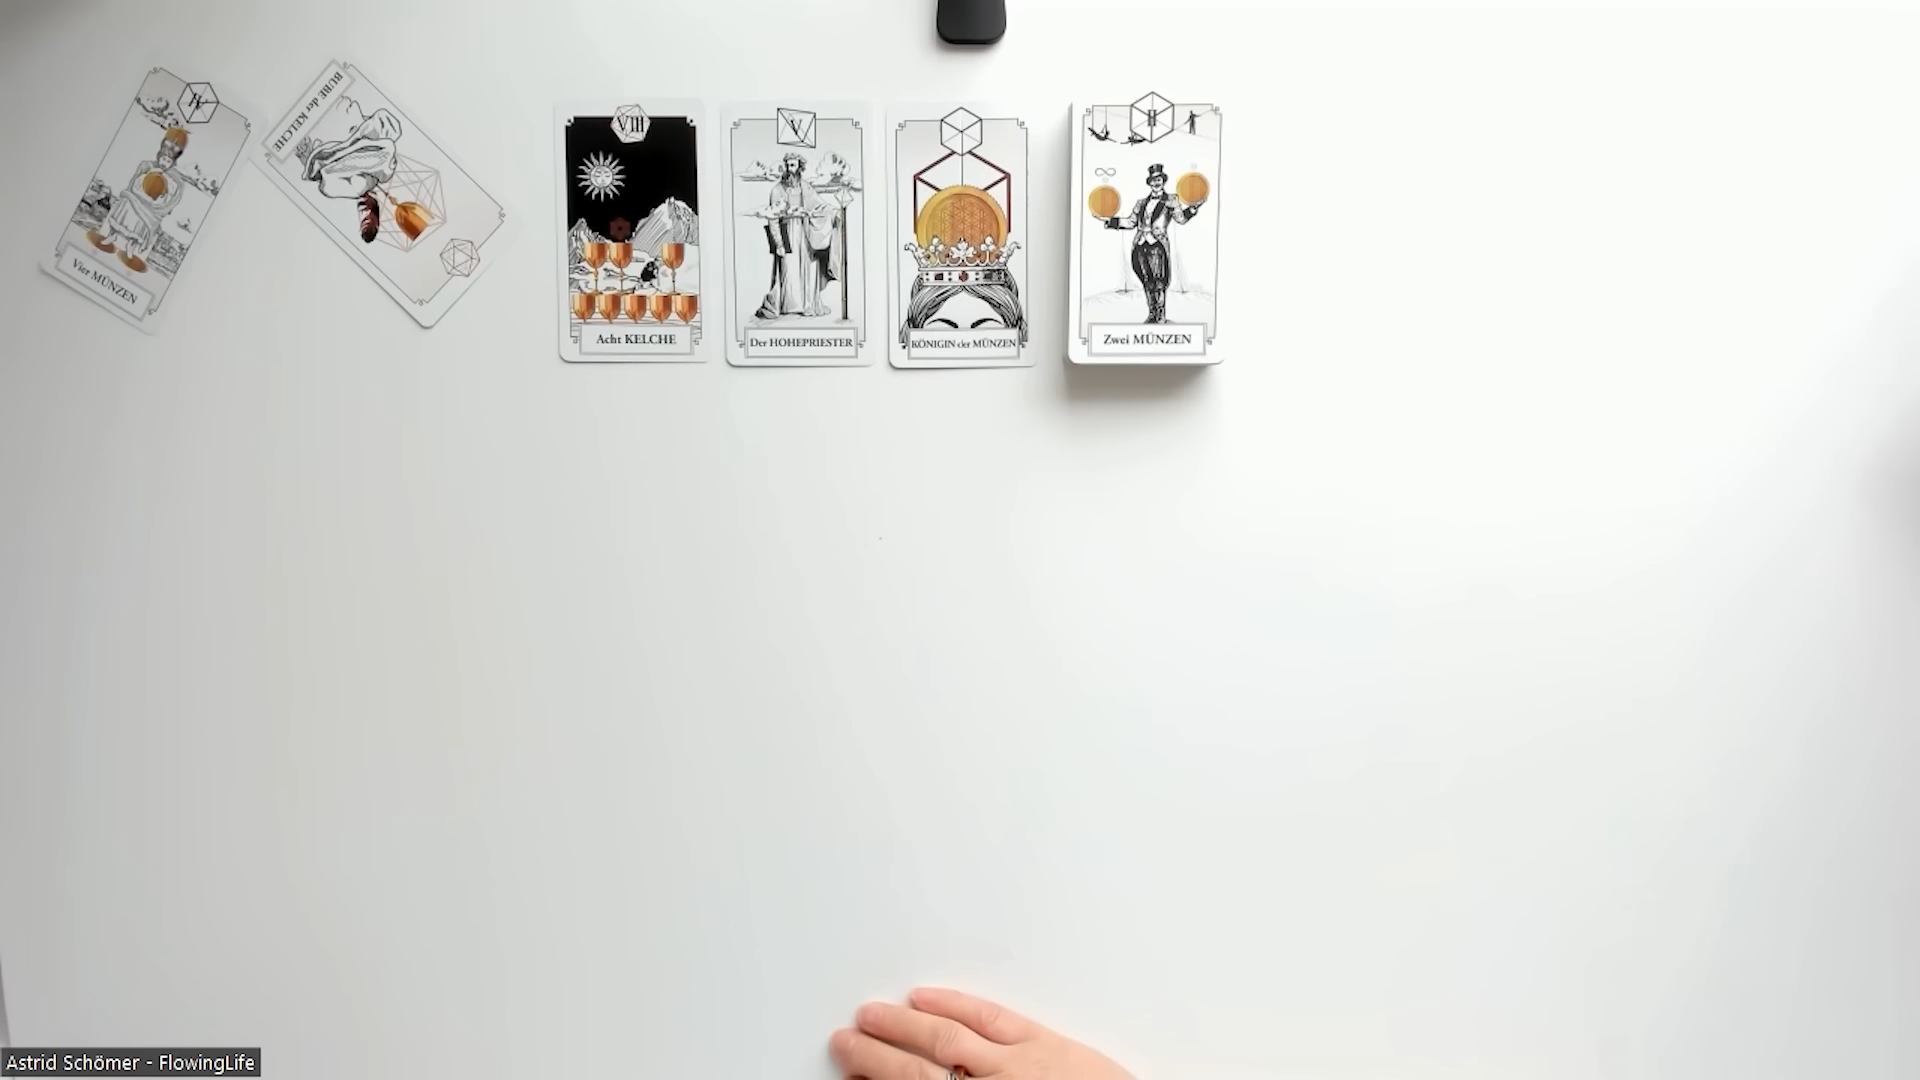 IV
Vier MÜNZEN
BUBE der KELCHE
VIII
Acht KELCHE
V
Der HOHEPRIESTER
KÖNIGIN der MÜNZEN
II
Zwei MÜNZEN
Astrid Schömer - FlowingLife